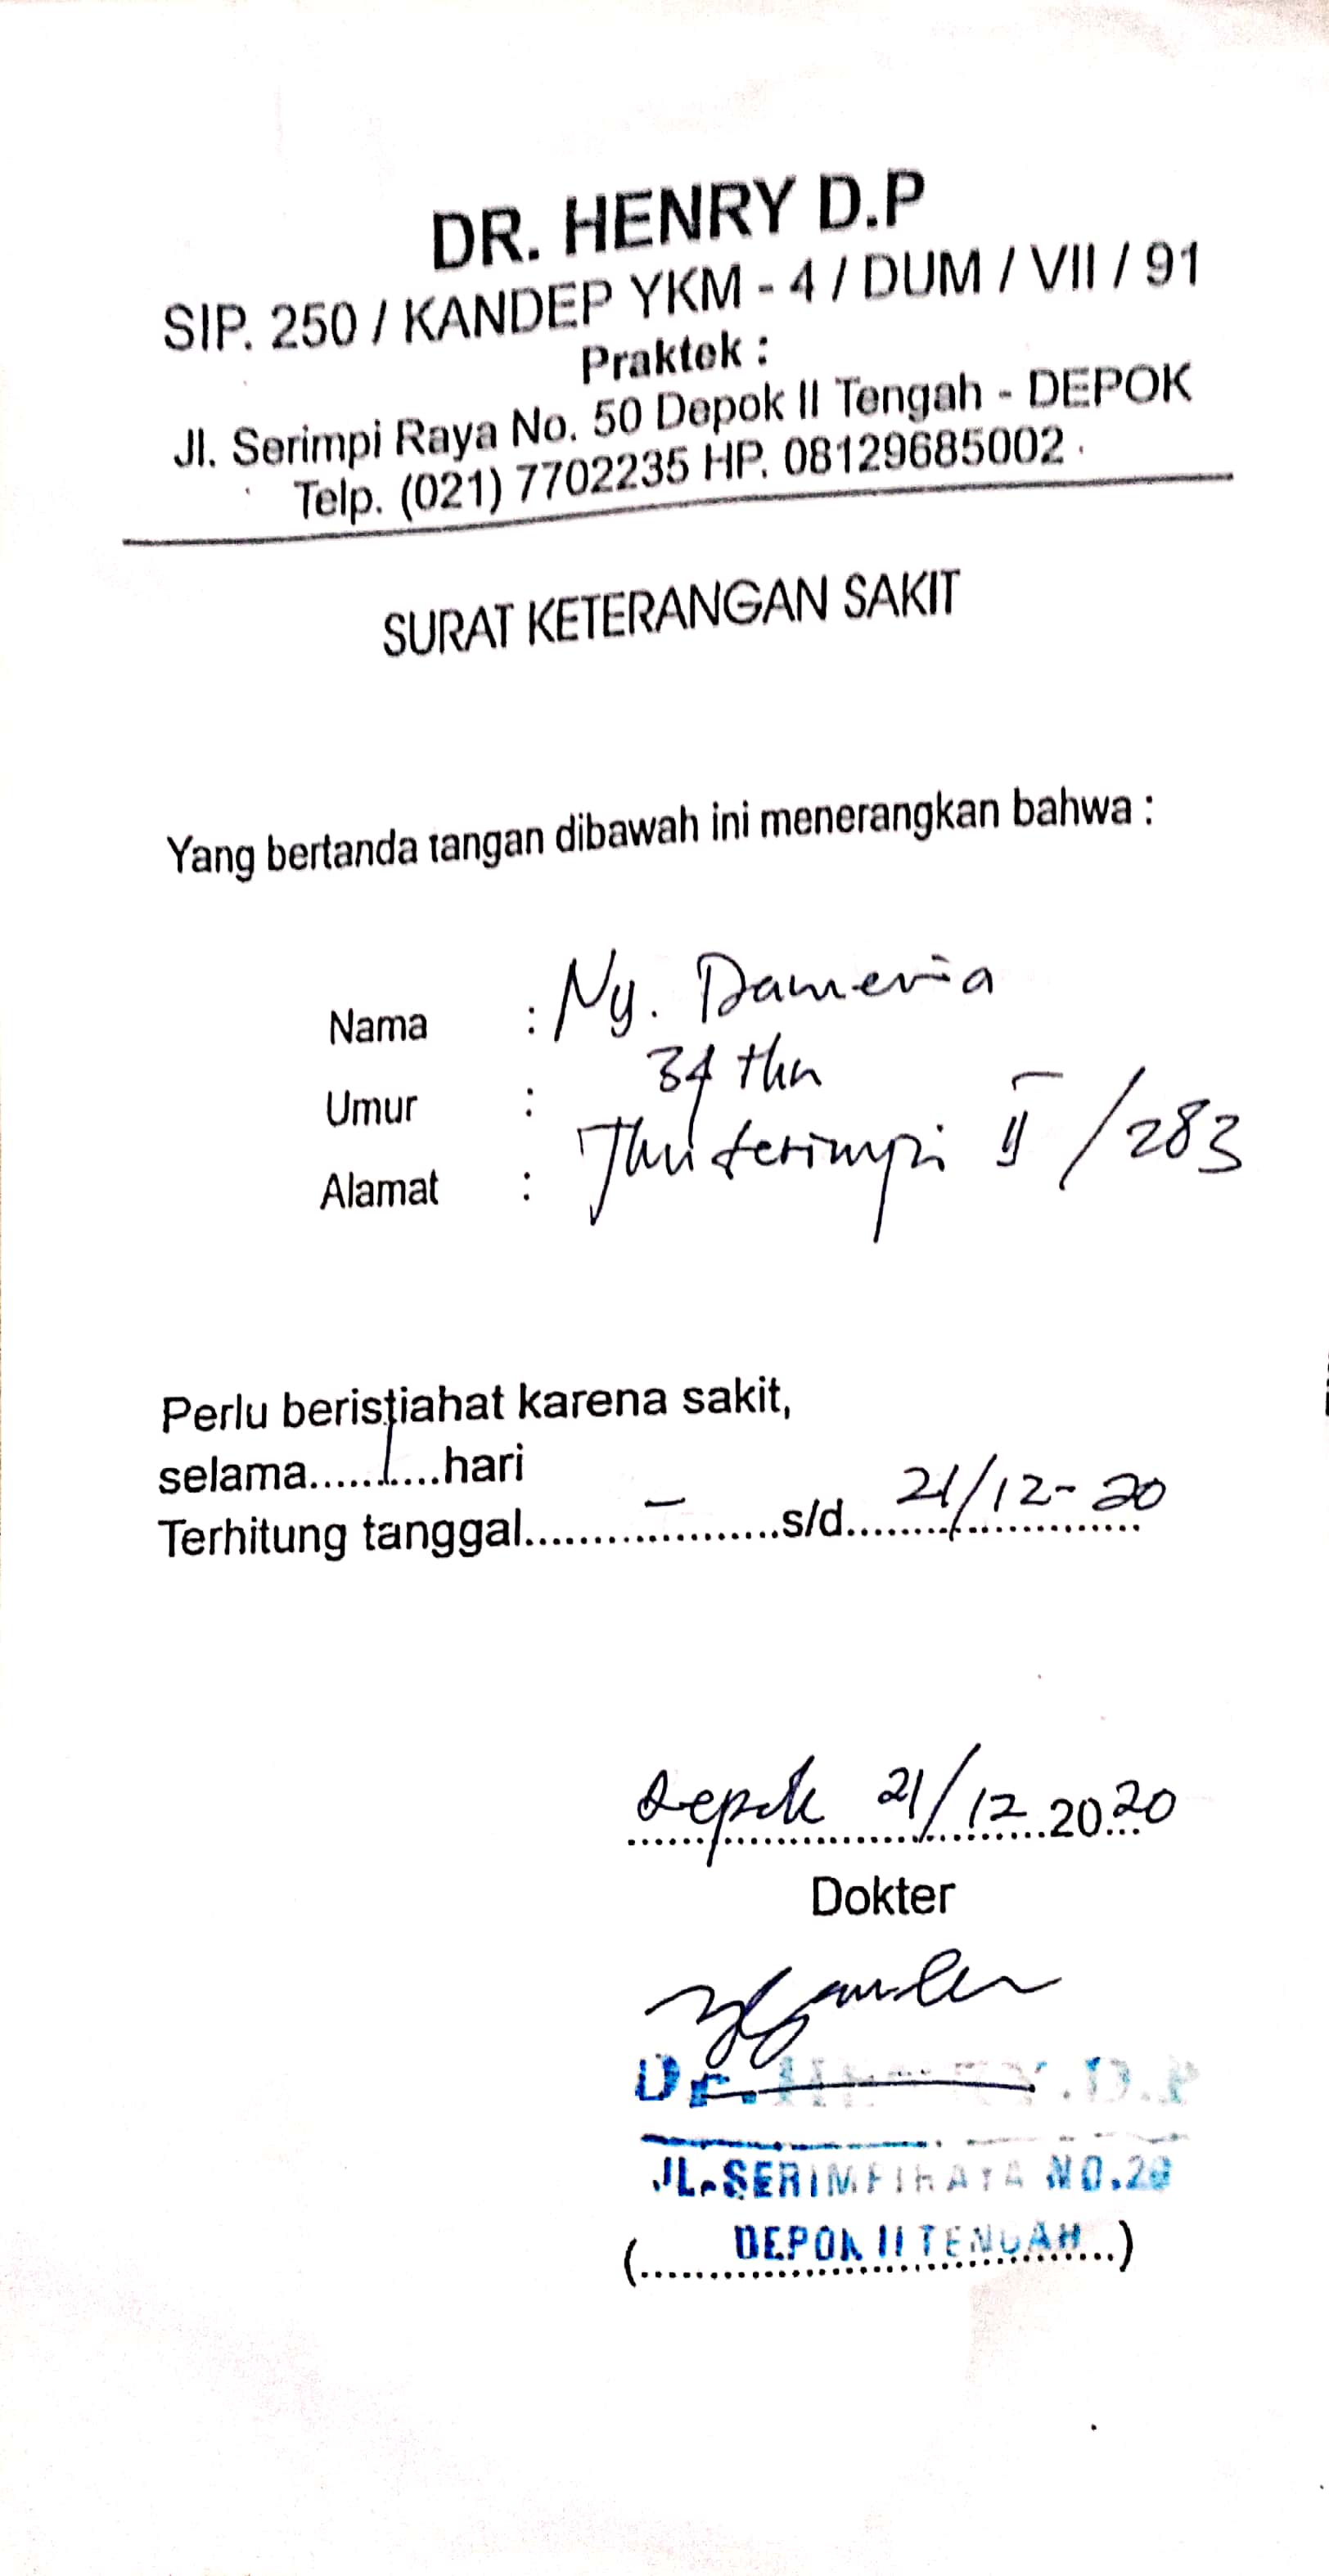 DR. HENRY D.P
SIP. 250 / KANDEP YKM - 4 / DUM / VII / 91
Praktek :
Jl. Serimpi Raya No. 50 Depok II Tengah - DEPOK
Telp. (021) 7702235 HP. 08129685002
SURAT KETERANGAN SAKIT
Yang bertanda tangan dibawah ini menerangkan bahwa :
Nama : Ny. Dameria
Umur : 34 thn
Alamat : serimpi II / 283
Perlu beristiahat karena sakit,
selama.....1....hari
Terhitung tanggal.........–.........s/d...21/12-20
Depok 21/12 2020
Dokter
Dr. H D.P
JL. SERIMPI RAYA NO.20
(DEPOK II TENGAH)